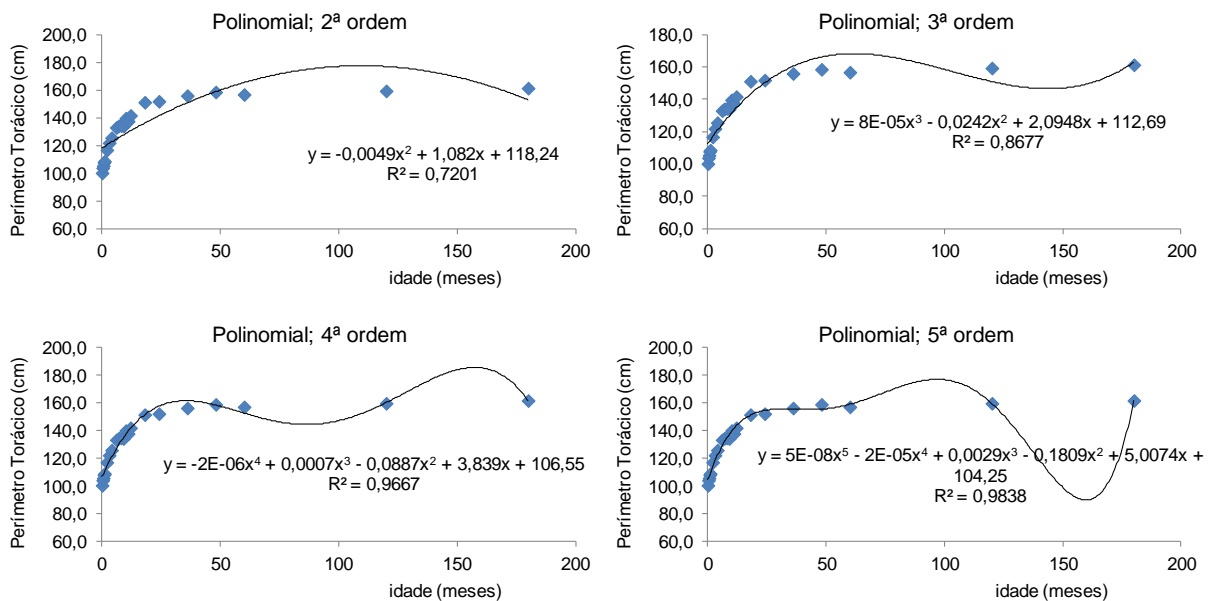 Polinomial; 2ª ordem
Perímetro Torácico (cm)
200,0
180,0
160,0
140,0
120,0
100,0
80,0
60,0
y = -0,0049x² + 1,082x + 118,24
R² = 0,7201
0 50 100 150 200
idade (meses)
Polinomial; 3ª ordem
Perímetro Torácico (cm)
200,0
180,0
160,0
140,0
120,0
100,0
80,0
60,0
y = 8E-05x³ - 0,0242x² + 2,0948x + 112,69
R² = 0,8677
0 50 100 150 200
idade (meses)
Polinomial; 4ª ordem
Perímetro Torácico (cm)
200,0
180,0
160,0
140,0
120,0
100,0
80,0
60,0
y = -2E-06x⁴ + 0,0007x³ - 0,0887x² + 3,839x + 106,55
R² = 0,9667
0 50 100 150 200
idade (meses)
Polinomial; 5ª ordem
Perímetro Torácico (cm)
200,0
180,0
160,0
140,0
120,0
100,0
80,0
60,0
y = 5E-08x⁵ - 2E-05x⁴ + 0,0029x³ - 0,1809x² + 5,0074x +
104,25
R² = 0,9838
0 50 100 150 200
idade (meses)